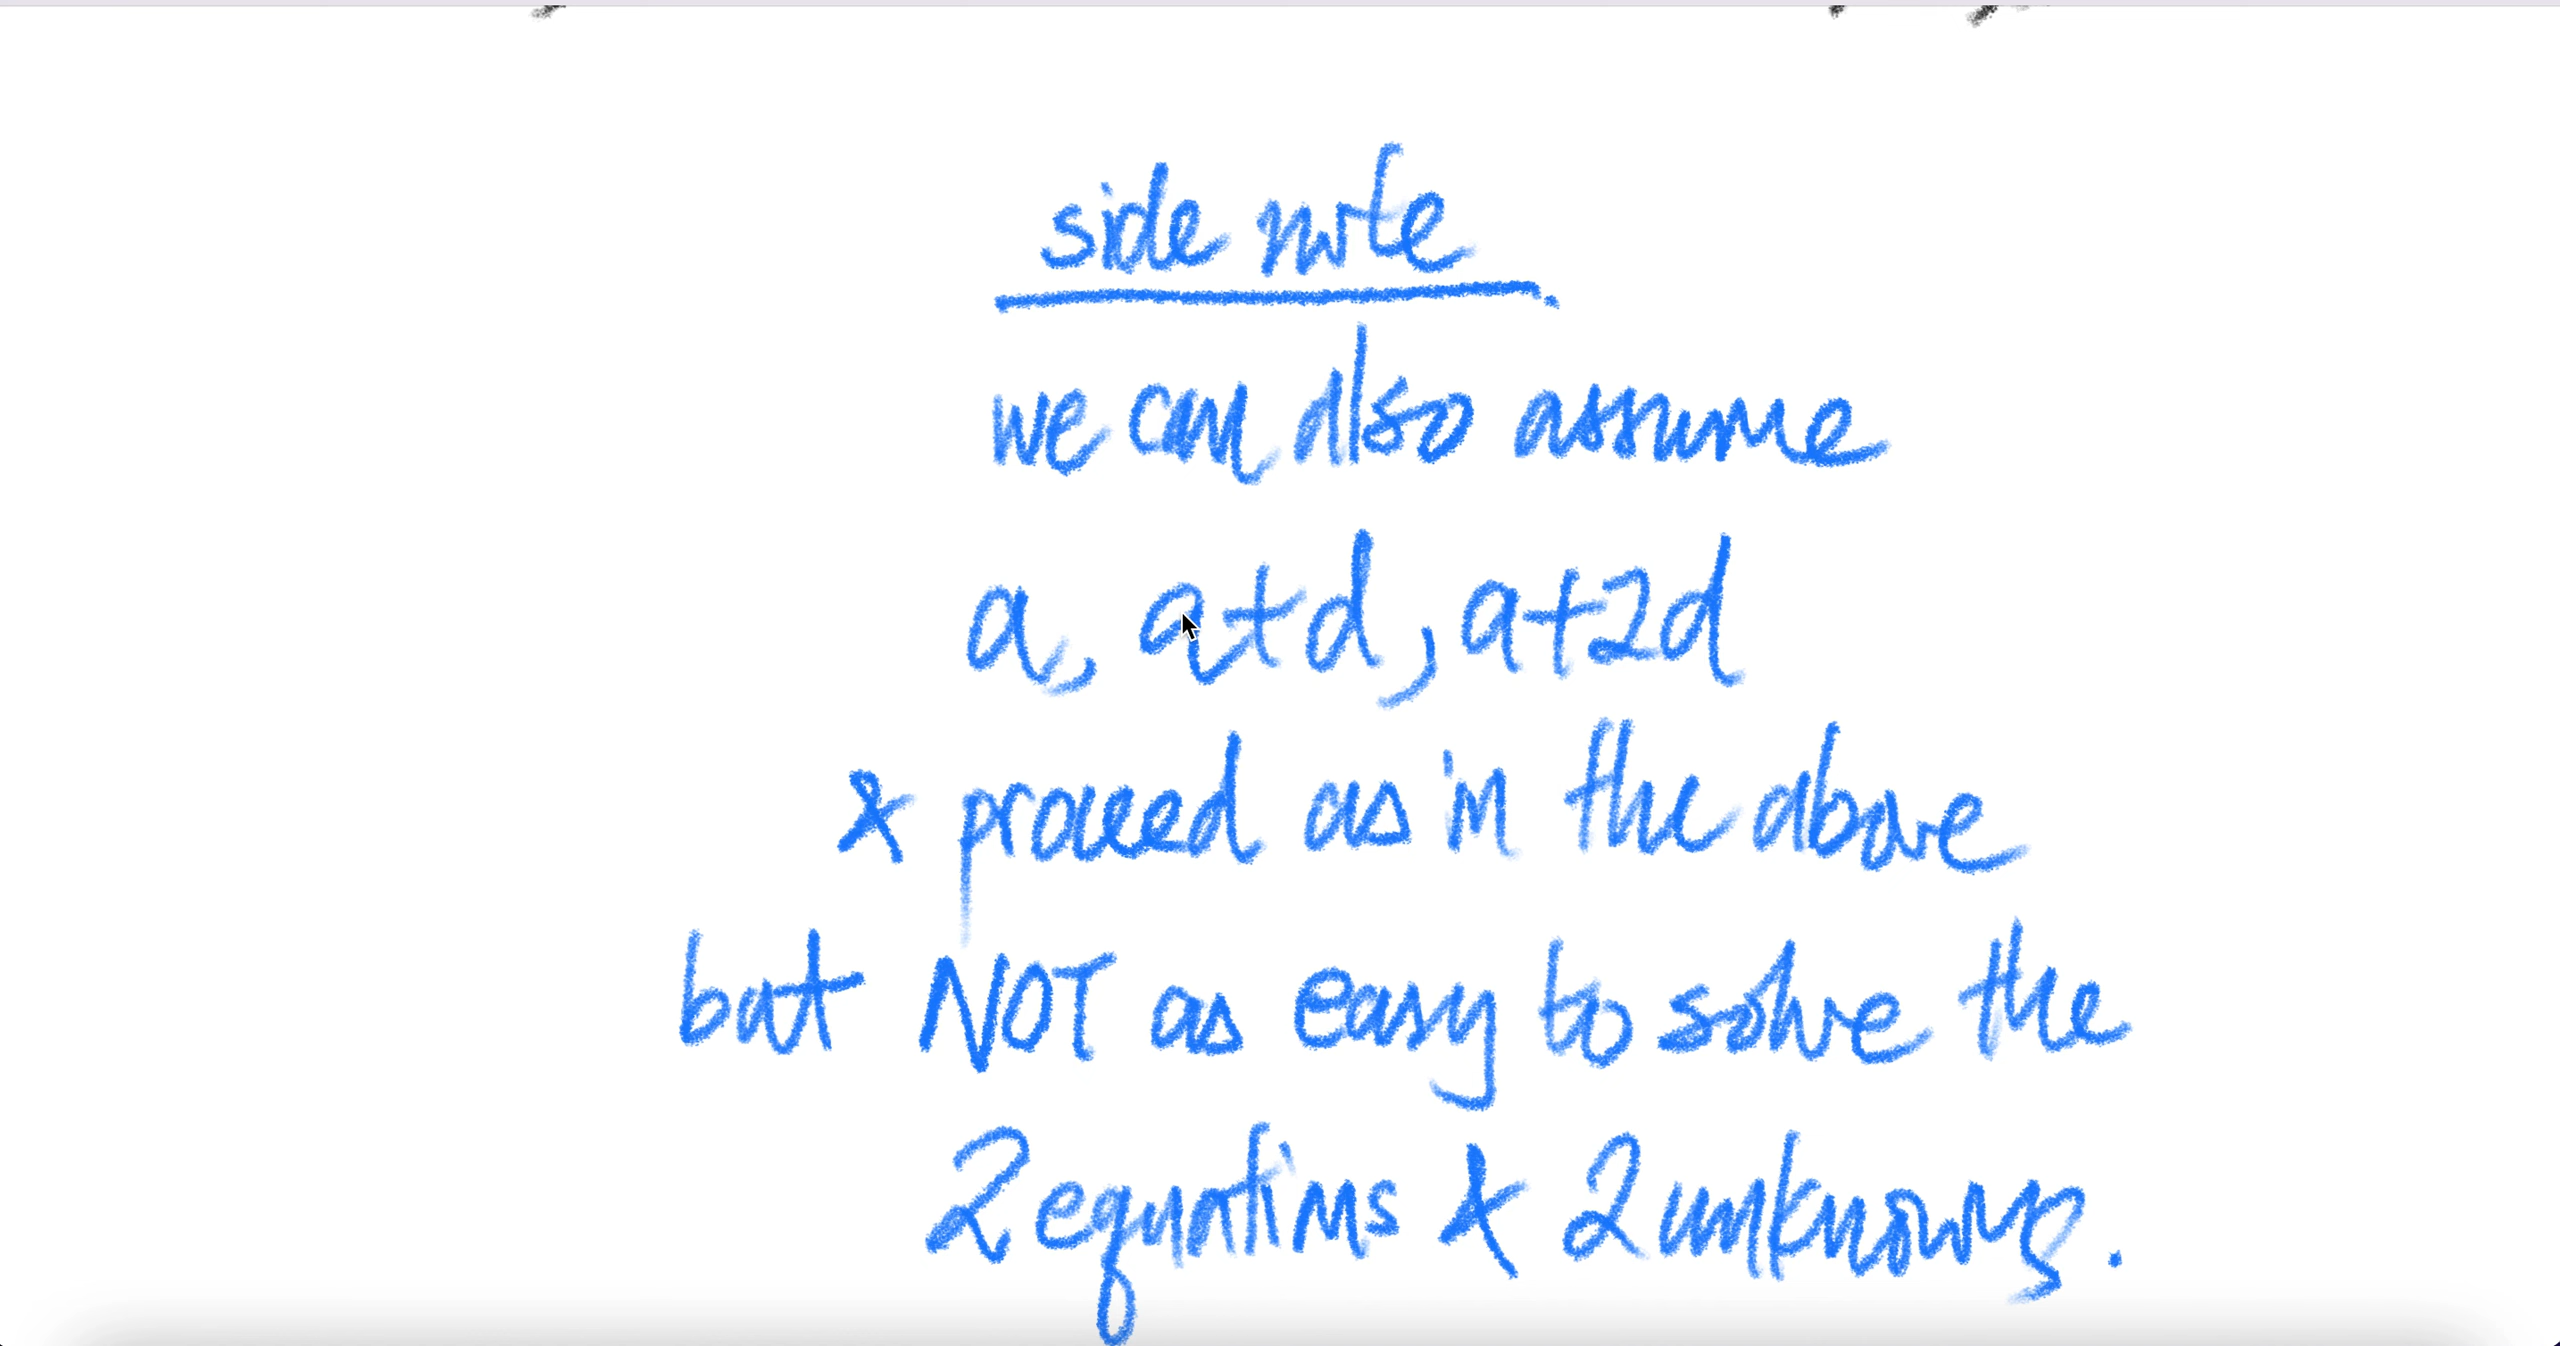 side note
we can also assume
a, a+d, a+2d
& proceed as in the above
but NOT as easy to solve the
2 equations & 2 unknowns.